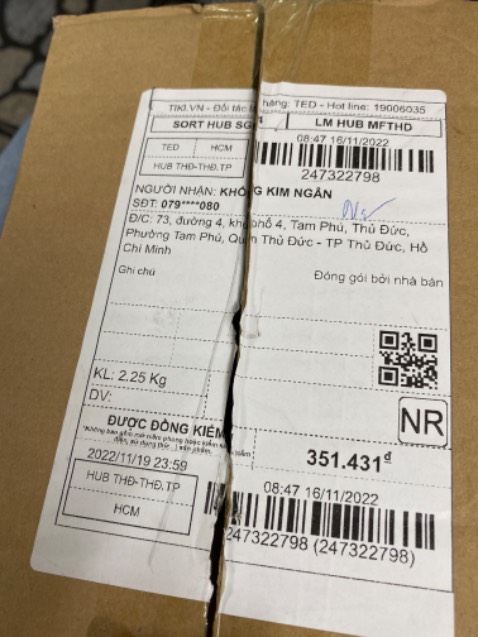 TIKI.VN - Đối tác hàng: TED - Hot line: 19006035
SORT HUB LM HUB MFTHD
TED HCM
08:47 16/11/2022
HUB THĐ-THĐ.TP
247322798
NGƯỜI NHẬN: KHÔNG KIM NGÂN
SĐT: 079****080
Đ/C: 73, đường 4, khu phố 4, Tam Phú, Thủ Đức,
Phường Tam Phú, Quận Thủ Đức - TP Thủ Đức, Hồ
Chí Minh
Ghi chú
Đóng gói bởi nhà bán
KL: 2.25 Kg
DV:
NR
ĐƯỢC ĐỒNG KIỂM
351.431đ
2022/11/19 23:59
HUB THĐ-THĐ.TP
HCM
08:47 16/11/2022
247322798 (247322798)